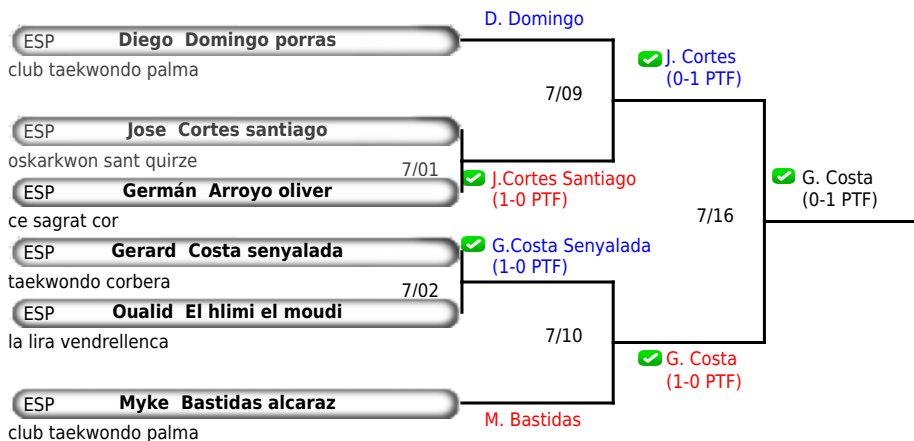 D. Domingo
ESP Diego Domingo porras
club taekwondo palma
J. Cortes
(0-1 PTF)
7/09
ESP Jose Cortes santiago
oskarkwon sant quirze
7/01
J.Cortes Santiago
(1-0 PTF)
ESP Germán Arroyo oliver
ce sagrat cor
G. Costa
(0-1 PTF)
7/16
ESP Gerard Costa senyalada
taekwondo corbera
G.Costa Senyalada
(1-0 PTF)
7/02
ESP Oualid El hlimi el moudi
la lira vendrellenca
7/10
G. Costa
(1-0 PTF)
ESP Myke Bastidas alcaraz
club taekwondo palma
M. Bastidas